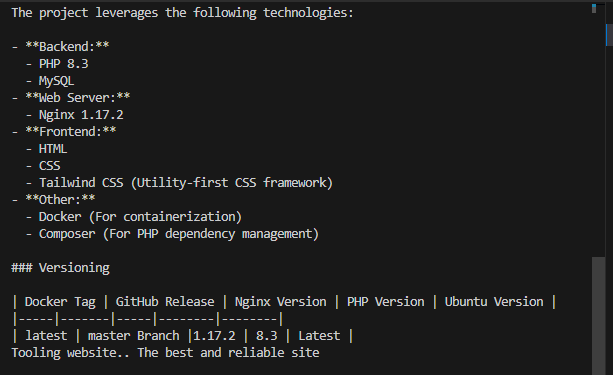 The project leverages the following technologies:
- **Backend:**
- PHP 8.3
- MySQL
- **Web Server:**
- Nginx 1.17.2
- **Frontend:**
- HTML
- CSS
- Tailwind CSS (Utility-first CSS framework)
- **Other:**
- Docker (For containerization)
- Composer (For PHP dependency management)
### Versioning
| Docker Tag | GitHub Release | Nginx Version | PHP Version | Ubuntu Version |
|-----|-------|-----|--------|--------|
| latest | master Branch |1.17.2 | 8.3 | Latest |
Tooling website.. The best and reliable site